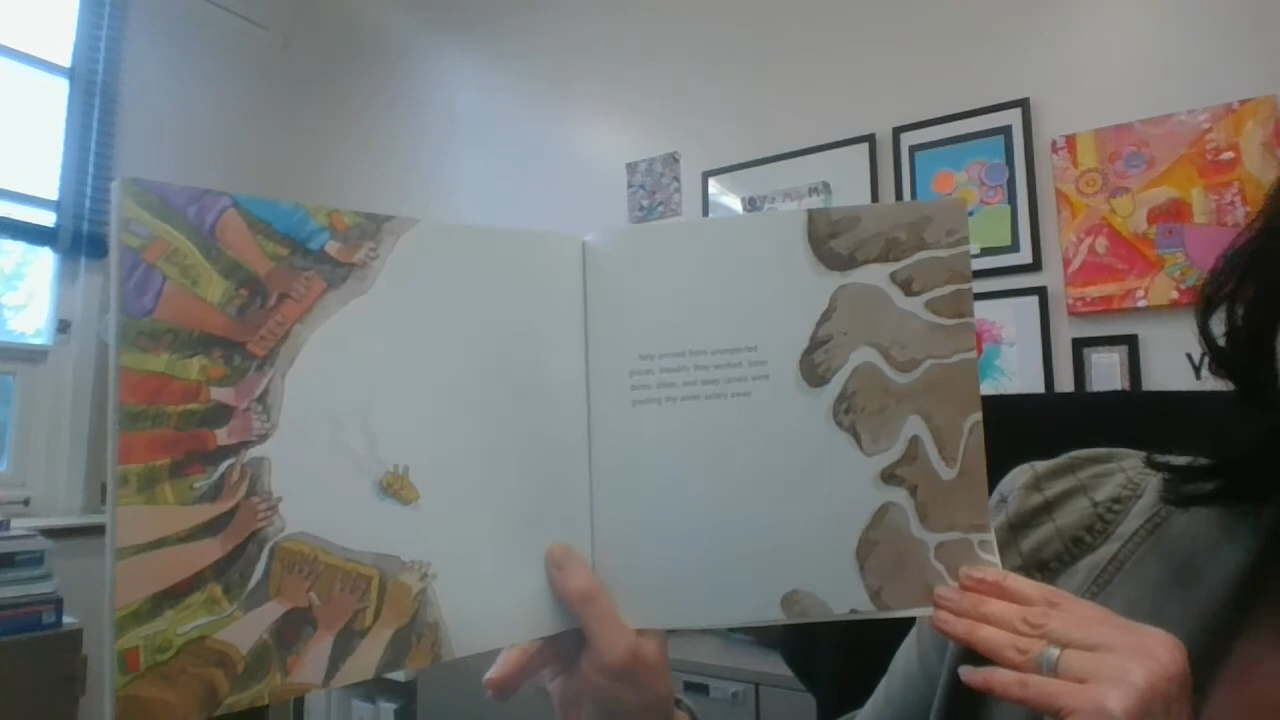 ...help arrived from unexpected
places. Steadily they worked. Soon
dams, dikes, and deep canals were
guiding the water safely away.